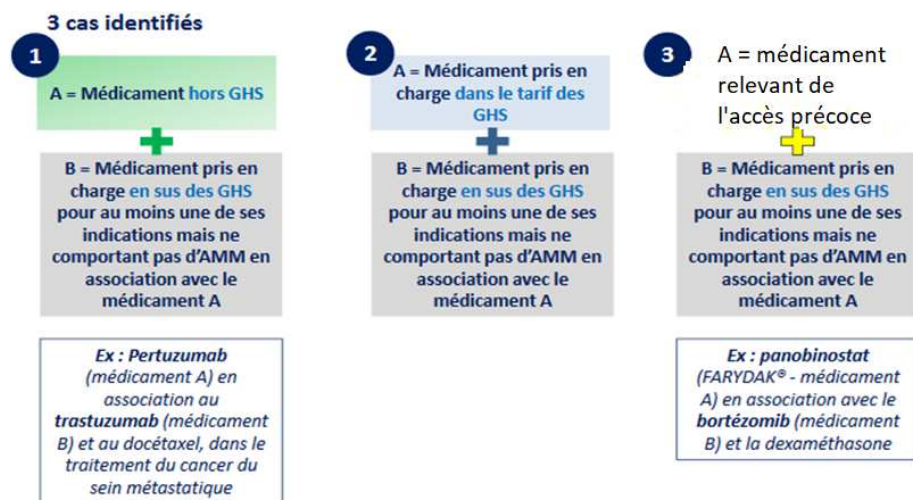 3 cas identifiés
1
A = Médicament hors GHS
B = Médicament pris en
charge en sus des GHS
pour au moins une de ses
indications mais ne
comportant pas d'AMM en
association avec le
médicament A
Ex : Pertuzumab
(médicament A) en
association au
trastuzumab (médicament
B) et au docétaxel, dans le
traitement du cancer du
sein métastatique
2
A = Médicament pris en
charge dans le tarif des
GHS
B = Médicament pris en
charge en sus des GHS
pour au moins une de ses
indications mais ne
comportant pas d'AMM en
association avec le
médicament A
3
A = médicament
relevant de
l'accès précoce
B = Médicament pris en
charge en sus des GHS
pour au moins une de ses
indications mais ne
comportant pas d'AMM en
association avec le
médicament A
Ex : panobinostat
(FARYDAK® - médicament
A) en association avec le
bortézomib (médicament
B) et la dexaméthasone